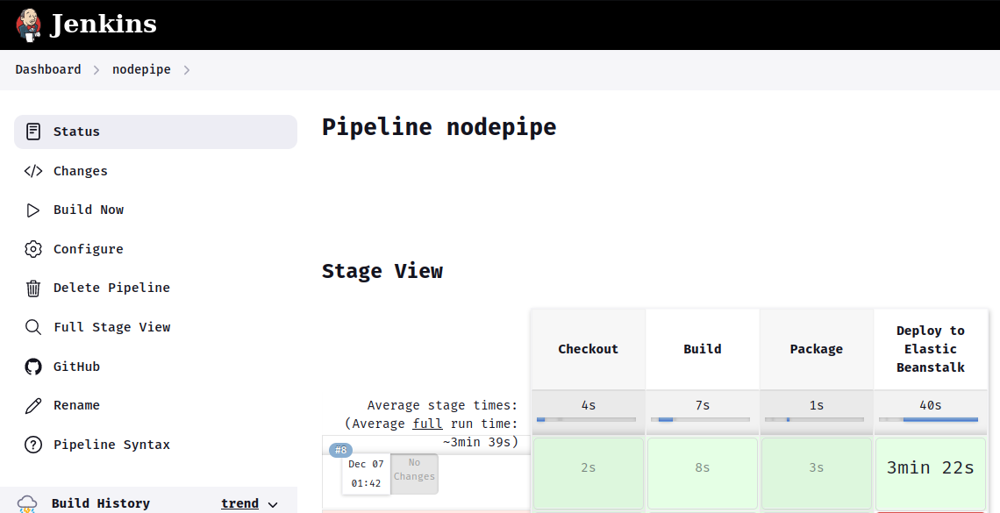 Jenkins
Dashboard
nodepipe
Status
Changes
Build Now
Configure
Delete Pipeline
Full Stage View
GitHub
Rename
Pipeline Syntax
Build History
trend
Pipeline nodepipe
Stage View
Checkout
Build
Package
Deploy to
Elastic
Beanstalk
Average stage times:
4s
7s
1s
40s
(Average full run time:
~3min 39s)
#8
Dec 07
01:42
No
Changes
2s
8s
3s
3min 22s